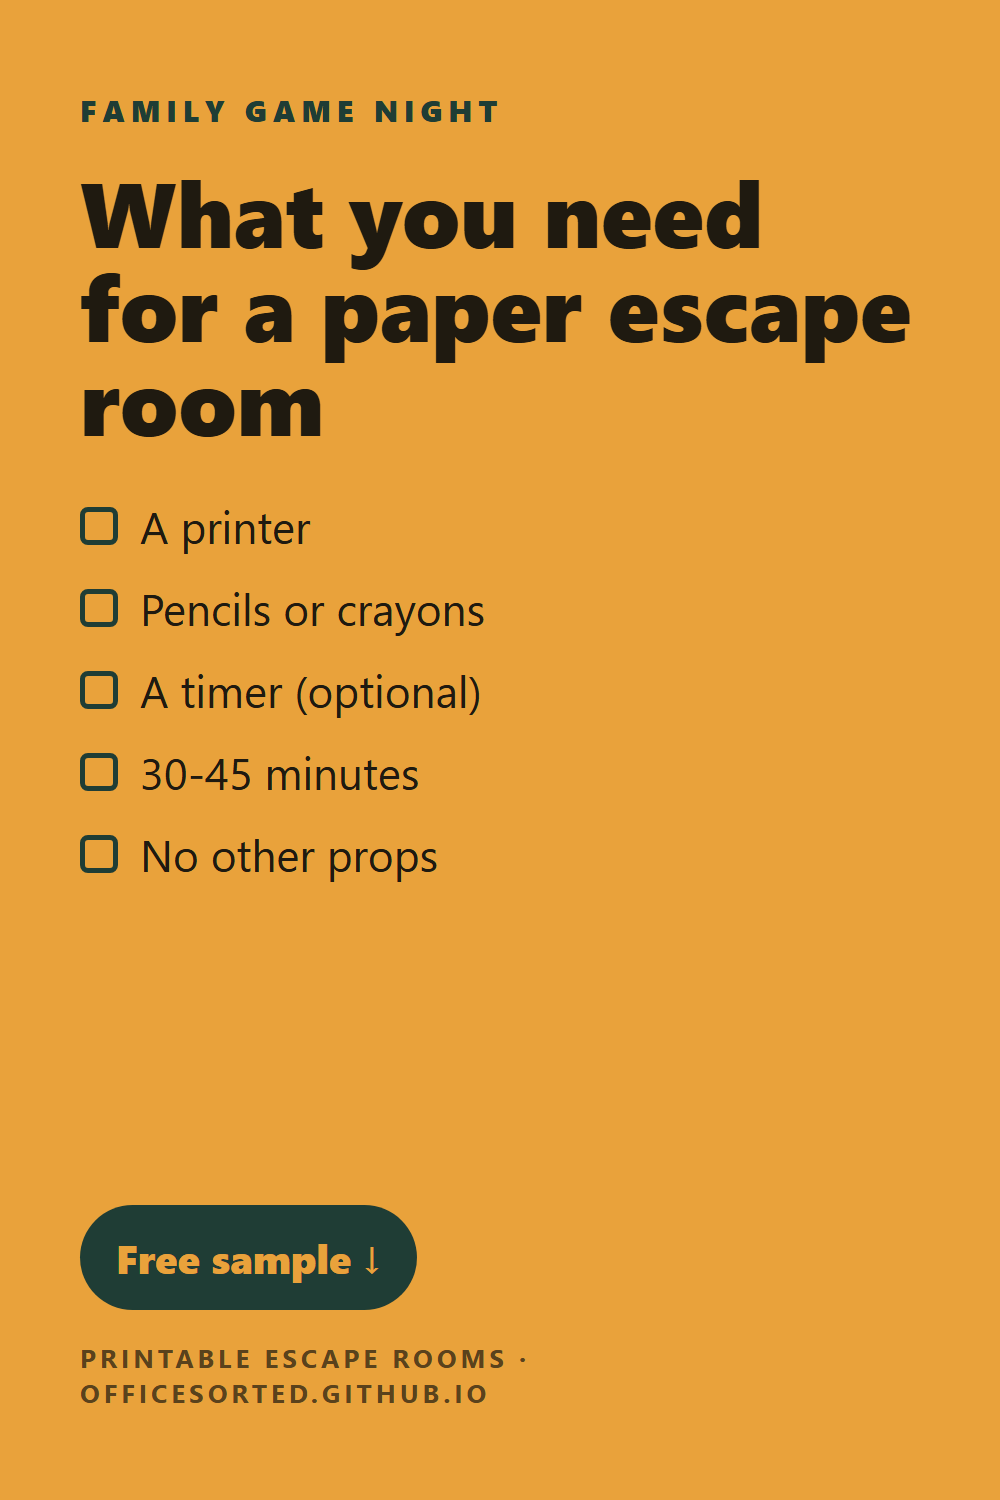 FAMILY GAME NIGHT
What you need
for a paper escape
room
A printer
Pencils or crayons
A timer (optional)
30-45 minutes
No other props
Free sample ↓
PRINTABLE ESCAPE ROOMS ·
OFFICESORTED.GITHUB.IO